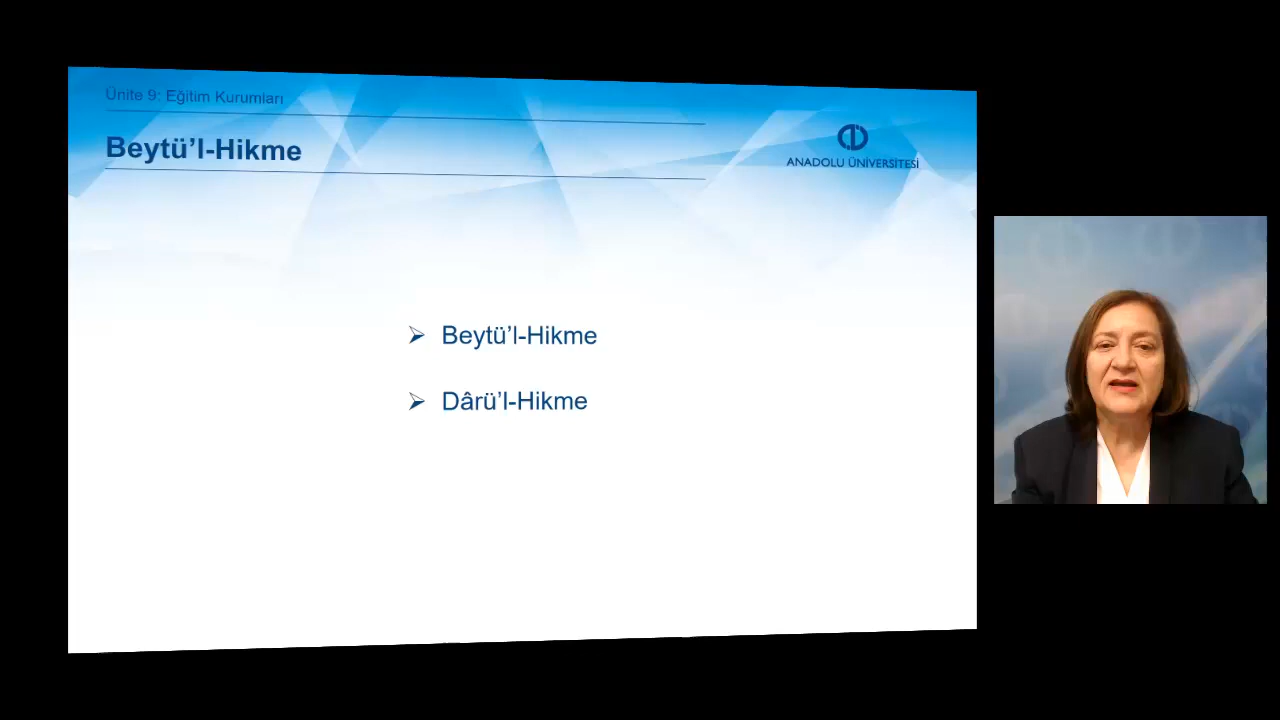 Ünite 9: Eğitim Kurumları
Beytü’l-Hikme
ANADOLU ÜNİVERSİTESİ
Beytü’l-Hikme
Dârü’l-Hikme